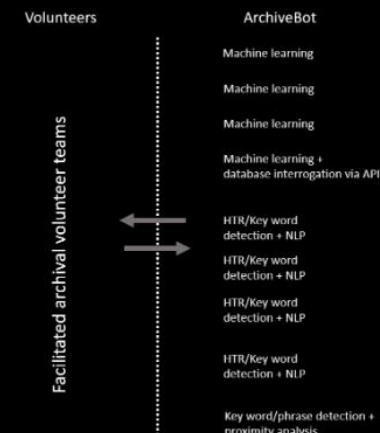 Volunteers
ArchiveBot
Machine learning
Machine learning
Machine learning
Machine learning +
database interrogation via API
Facilitated archival volunteer teams
HTR/Key word
detection + NLP
HTR/Key word
detection + NLP
HTR/Key word
detection + NLP
HTR/Key word
detection + NLP
Key word/phrase detection +
proximity analysis